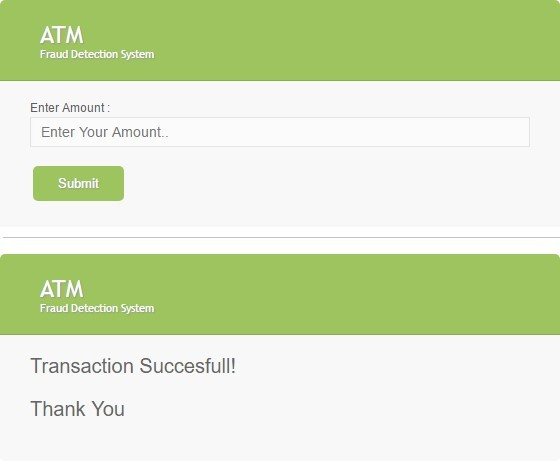 ATM
Fraud Detection System
Enter Amount :
Enter Your Amount..
Submit
ATM
Fraud Detection System
Transaction Succesfull!
Thank You